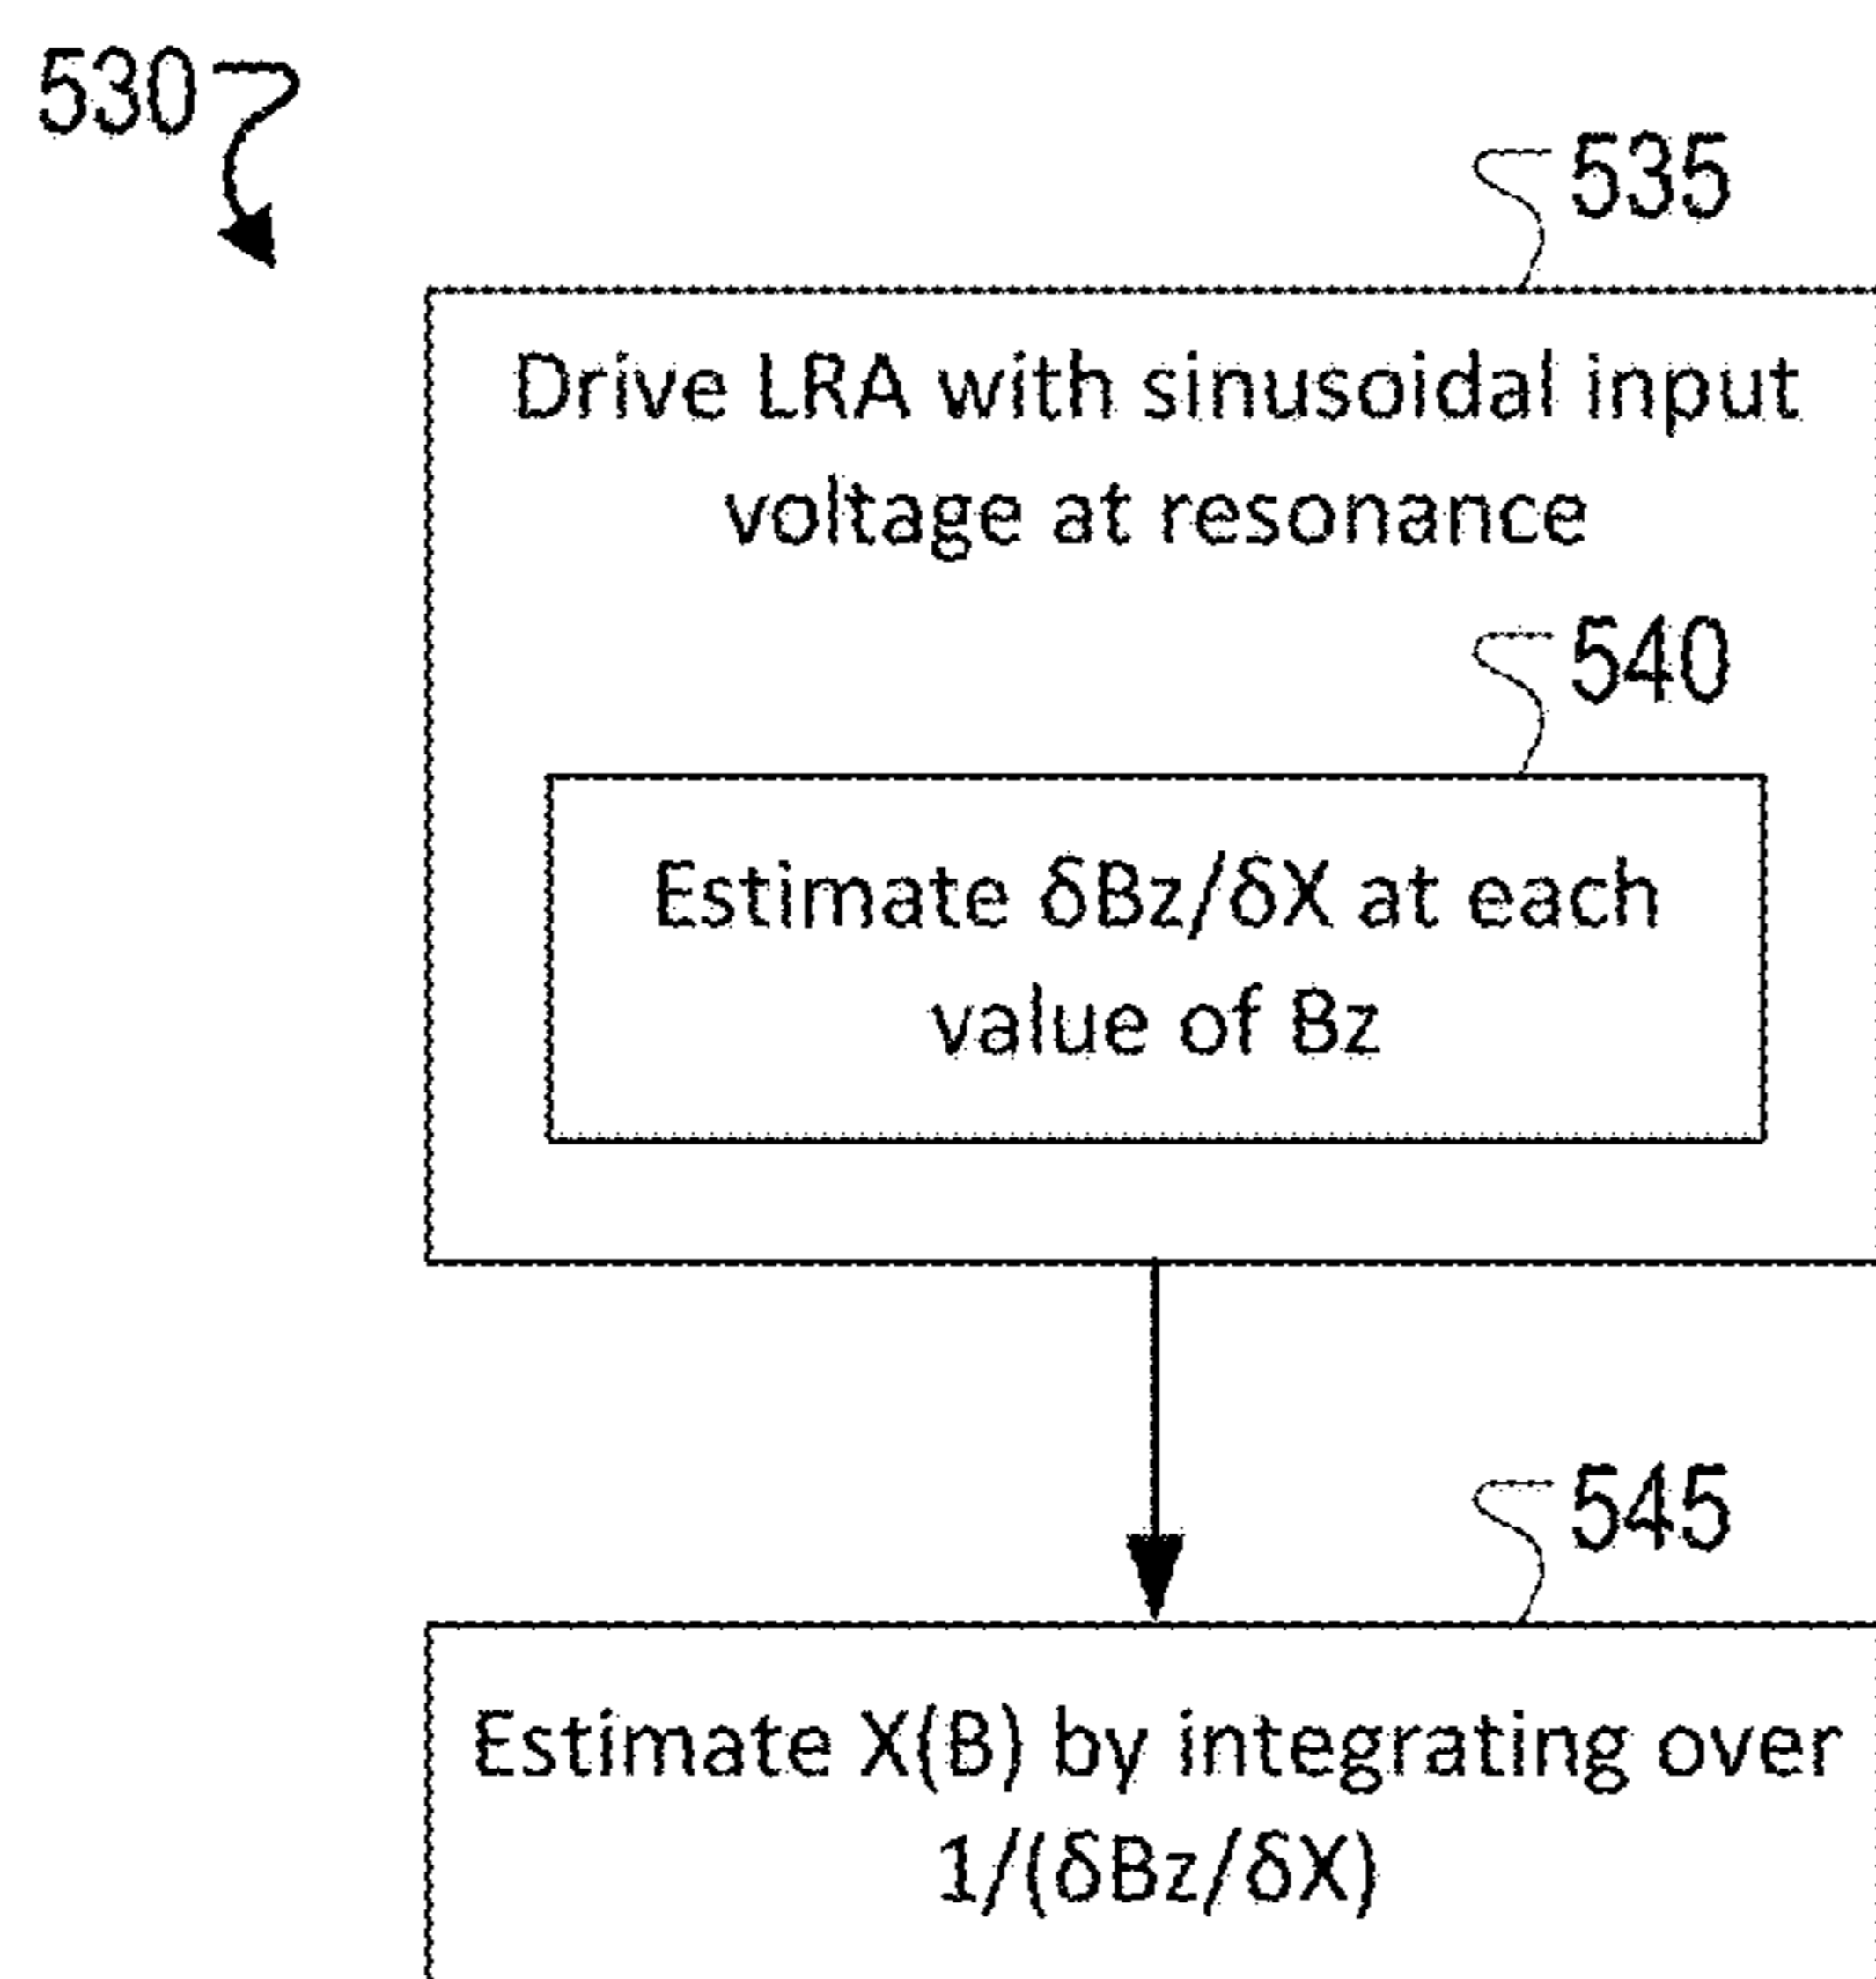 530
535
Drive LRA with sinusoidal input
voltage at resonance
540
Estimate δBz/δX at each
value of Bz
545
Estimate X(B) by integrating over
1/(δBz/δX)